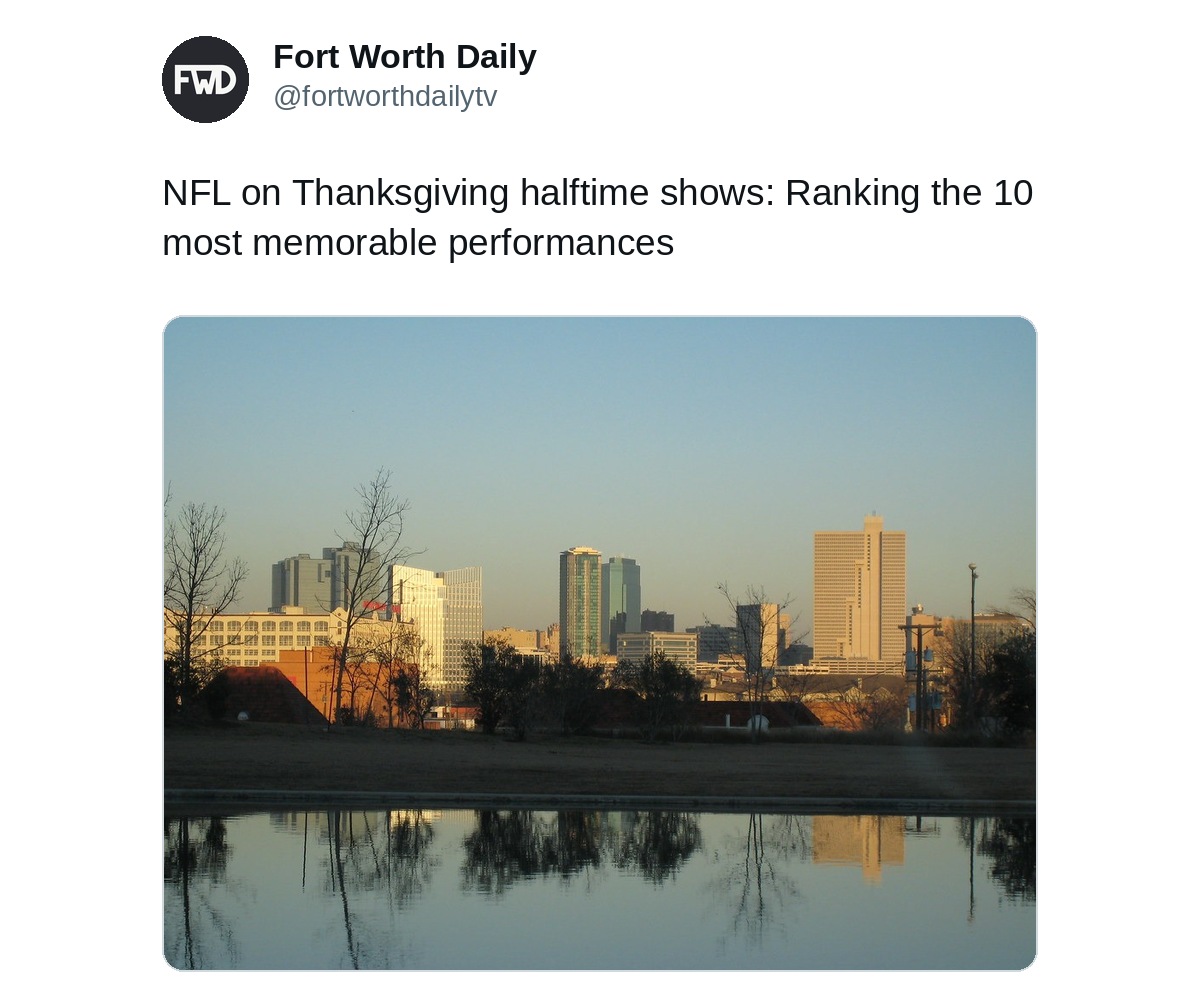 FWD
Fort Worth Daily
@fortworthdailytv
NFL on Thanksgiving halftime shows: Ranking the 10
most memorable performances